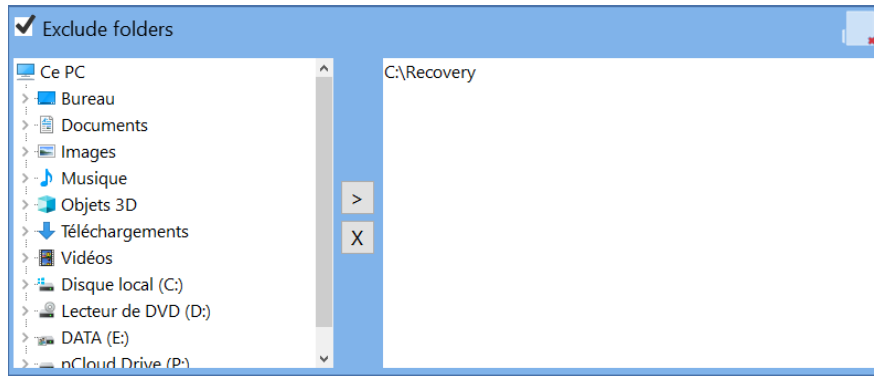 Exclude folders
Ce PC
Bureau
Documents
Images
Musique
Objets 3D
Téléchargements
Vidéos
Disque local (C:)
Lecteur de DVD (D:)
DATA (E:)
pCloud Drive (P:)
>
X
C:\Recovery